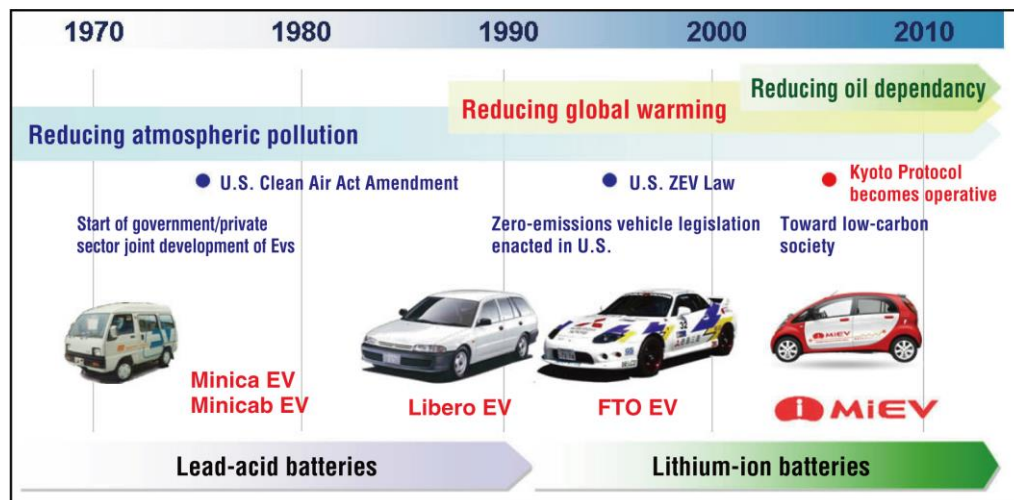 1970 1980 1990 2000 2010
Reducing oil dependancy
Reducing global warming
Reducing atmospheric pollution
U.S. Clean Air Act Amendment
U.S. ZEV Law
Kyoto Protocol
becomes operative
Start of government/private
sector joint development of Evs
Zero-emissions vehicle legislation
enacted in U.S.
Toward low-carbon
society
Minica EV
Minicab EV
Libero EV
FTO EV
i MiEV
Lead-acid batteries
Lithium-ion batteries